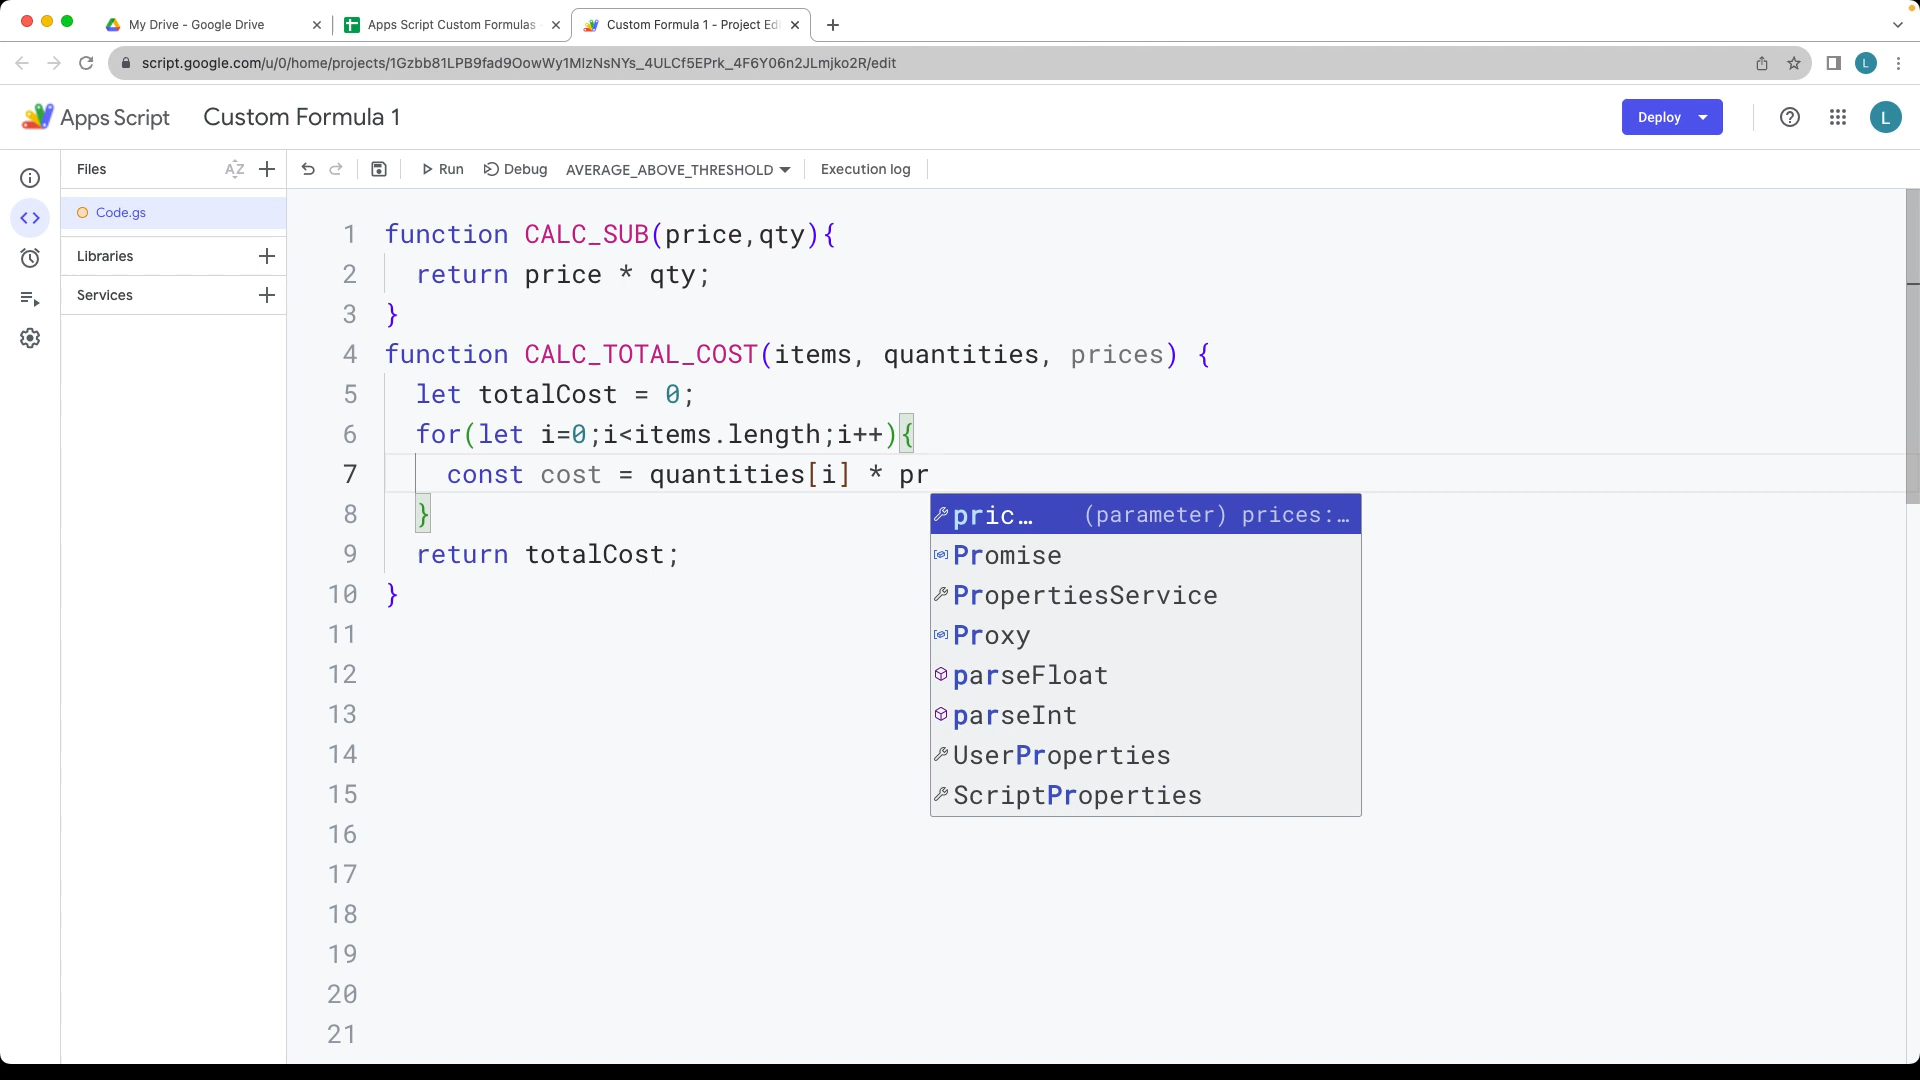 My Drive - Google Drive
Apps Script Custom Formulas
Custom Formula 1 - Project Ed
script.google.com/u/0/home/projects/1Gzbb81LPB9fad9OowWy1MlzNsNYs_4ULCf5EPrk_4F6Y06n2JLmjko2R/edit
L
Apps Script
Custom Formula 1
Deploy
L
Files
AZ
Run
Debug
AVERAGE_ABOVE_THRESHOLD
Execution log
Code.gs
Libraries
Services
1 function CALC_SUB(price,qty){
2 return price * qty;
3 }
4 function CALC_TOTAL_COST(items, quantities, prices) {
5 let totalCost = 0;
6 for(let i=0;i<items.length;i++){
7 const cost = quantities[i] * pr
8 }
9 return totalCost;
10 }
11
12
13
14
15
16
17
18
19
20
21
pric… (parameter) prices:…
Promise
PropertiesService
Proxy
parseFloat
parseInt
UserProperties
ScriptProperties